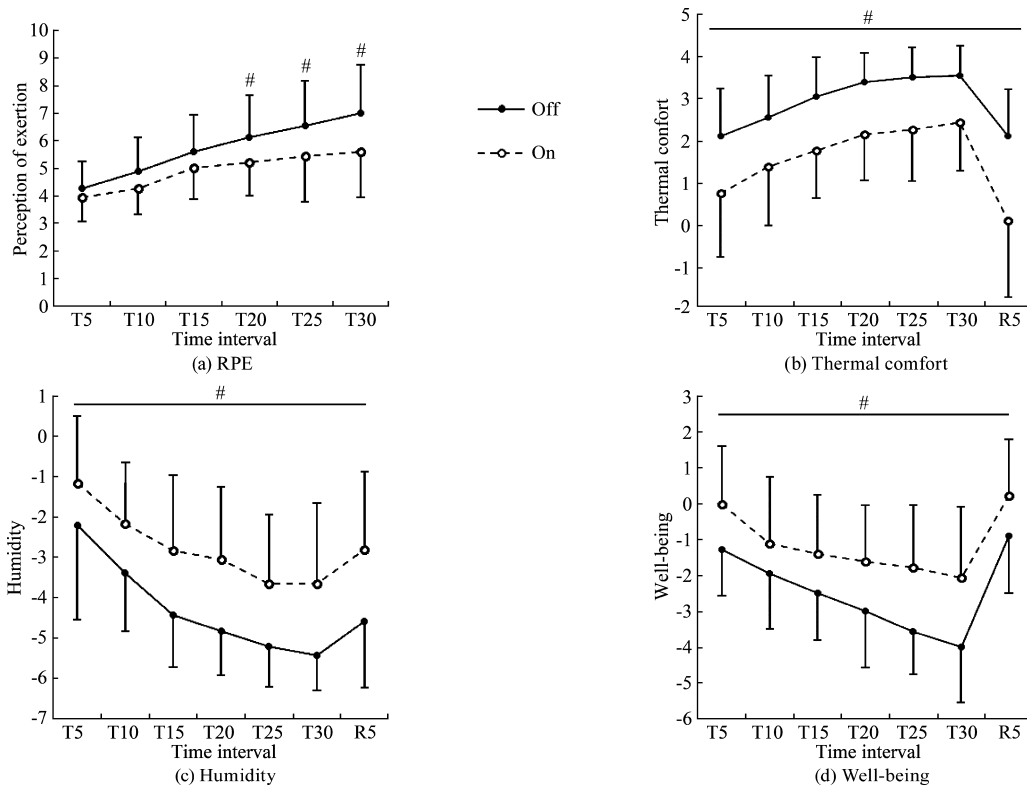 10
9
8
7
6
5
4
3
2
1
0
Perception of exertion
#
#
#
T5 T10 T15 T20 T25 T30
Time interval
(a) RPE
Off
On
5
4
3
2
1
0
-1
-2
Thermal confort
#
T5 T10 T15 T20 T25 T30 R5
Time interval
(b) Thermal comfort
1
0
-1
-2
-3
-4
-5
-6
-7
Humidity
#
T5 T10 T15 T20 T25 T30 R5
Time interval
(c) Humidity
3
2
1
0
-1
-2
-3
-4
-5
-6
Well-being
#
T5 T10 T15 T20 T25 T30 R5
Time interval
(d) Well-being